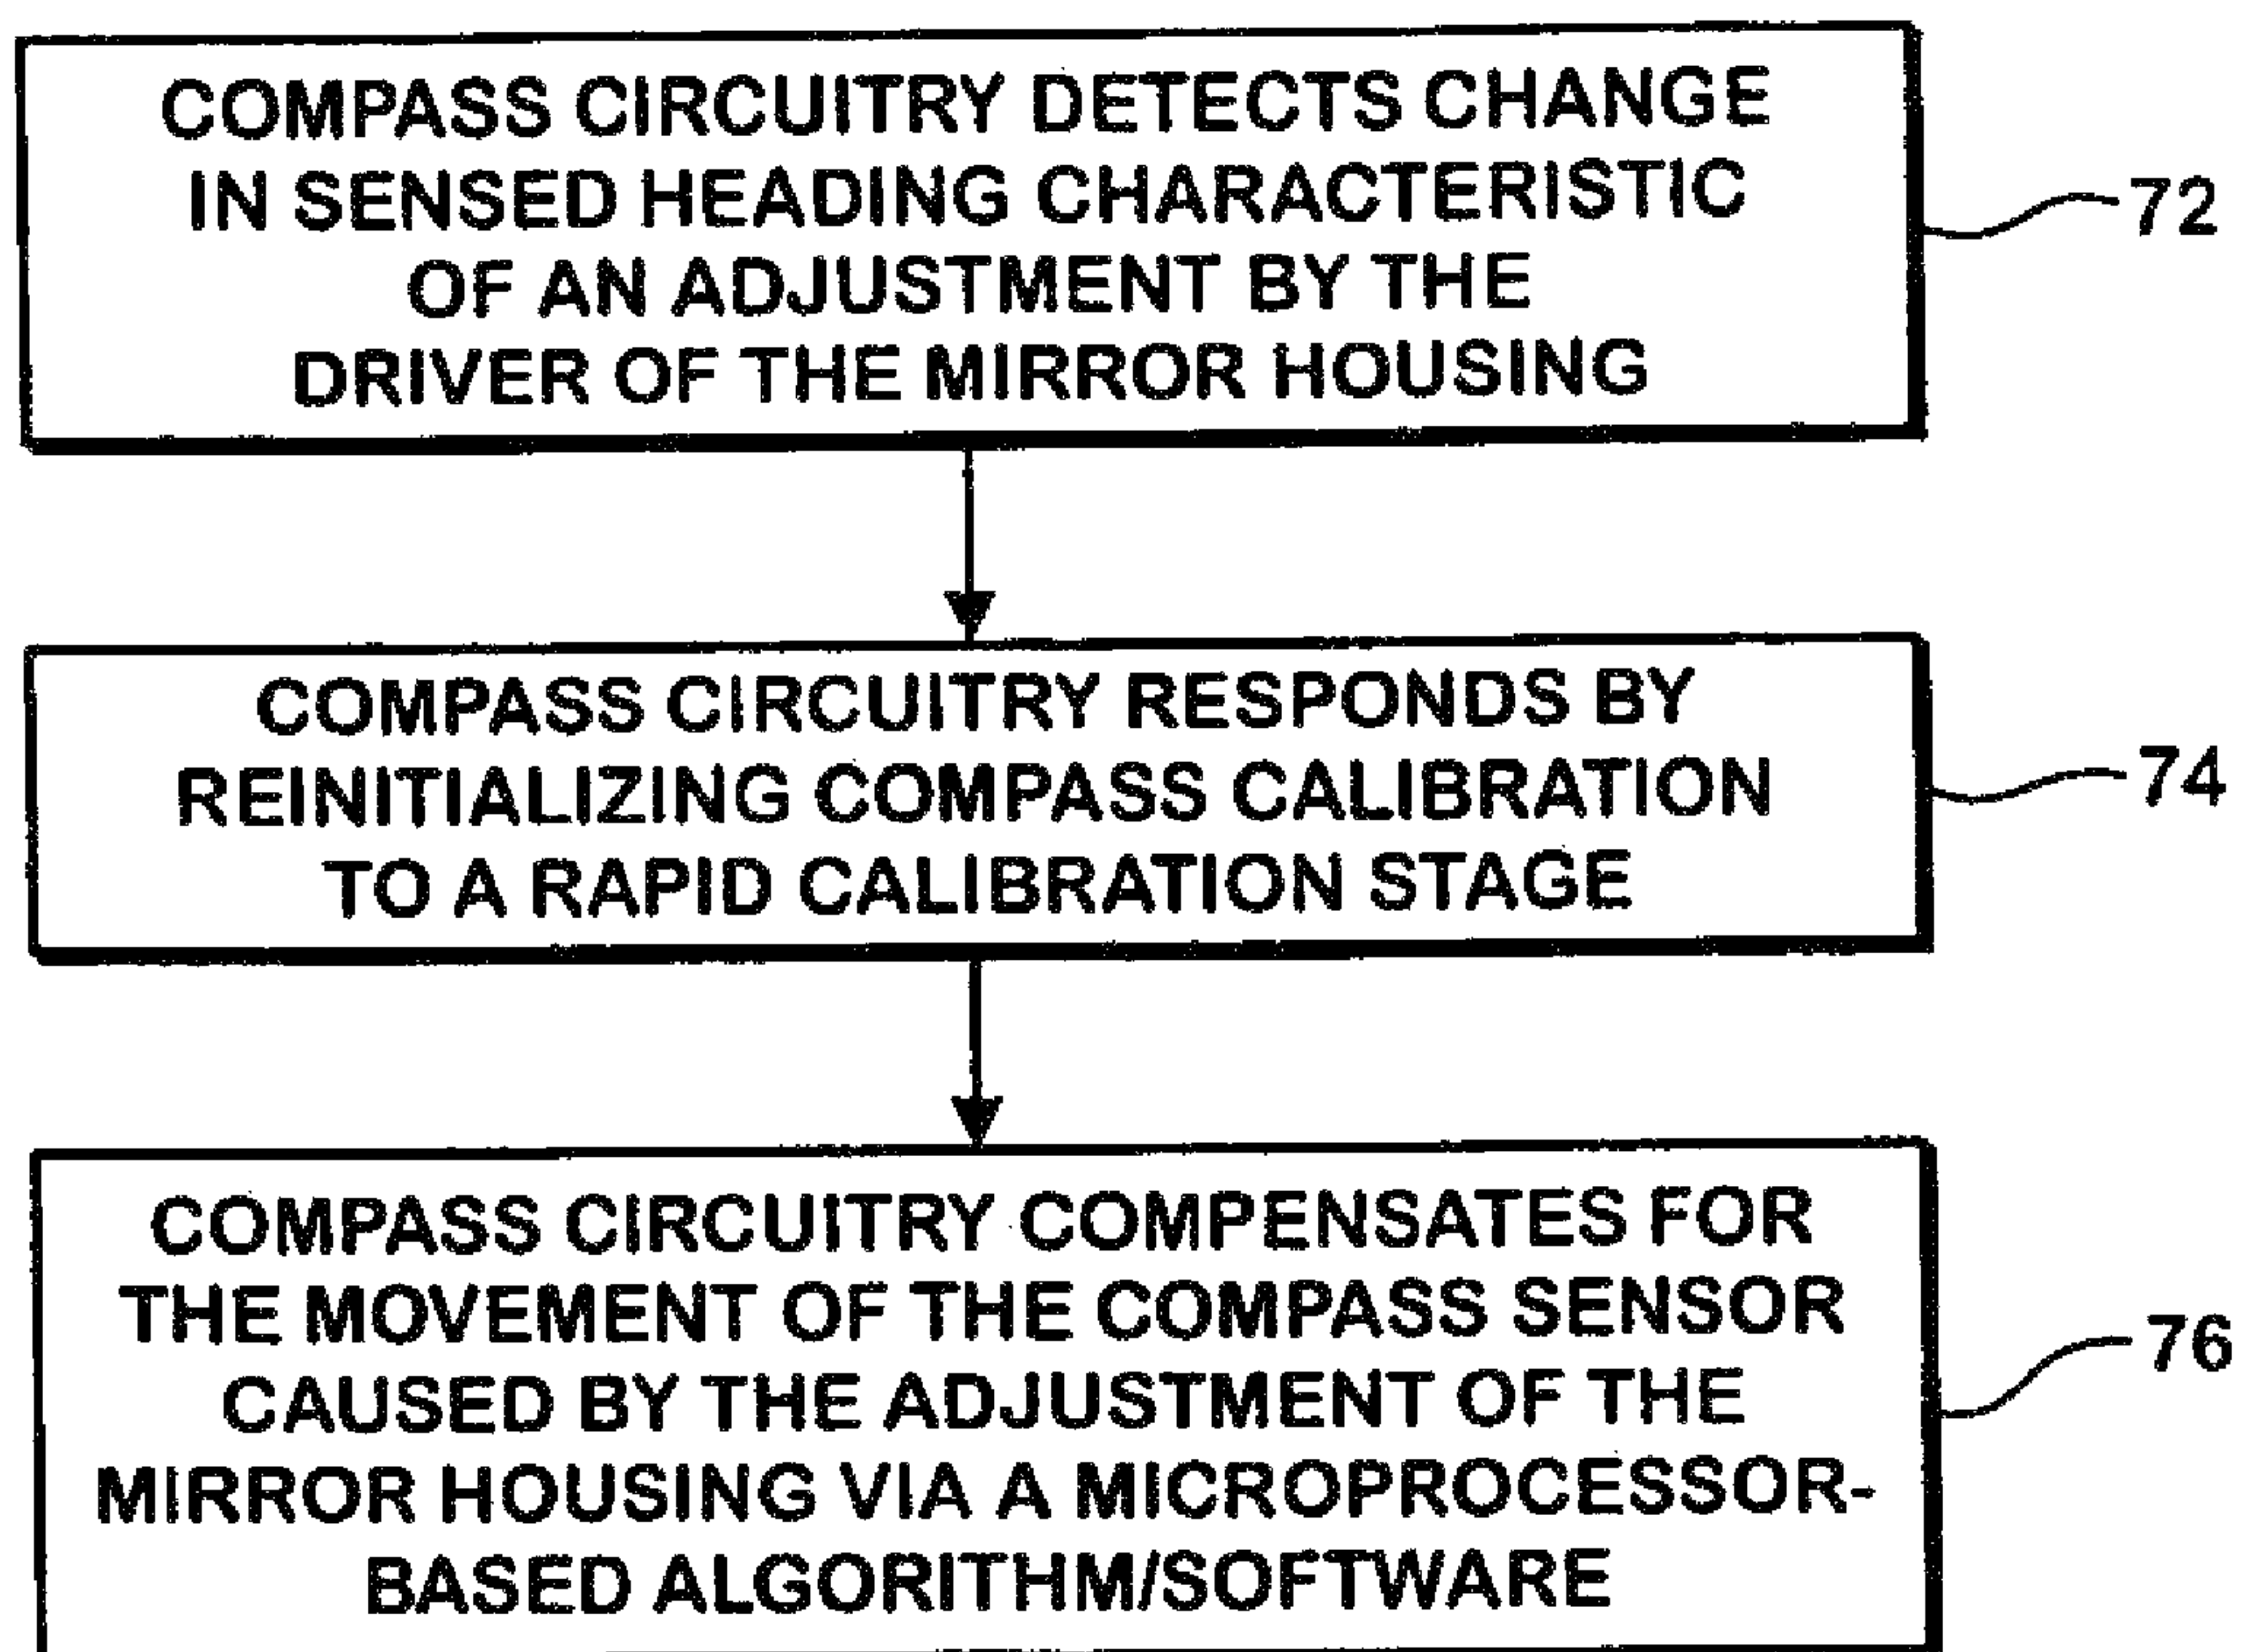 COMPASS CIRCUITRY DETECTS CHANGE
IN SENSED HEADING CHARACTERISTIC
OF AN ADJUSTMENT BY THE
DRIVER OF THE MIRROR HOUSING
72
COMPASS CIRCUITRY RESPONDS BY
REINITIALIZING COMPASS CALIBRATION
TO A RAPID CALIBRATION STAGE
74
COMPASS CIRCUITRY COMPENSATES FOR
THE MOVEMENT OF THE COMPASS SENSOR
CAUSED BY THE ADJUSTMENT OF THE
MIRROR HOUSING VIA A MICROPROCESSOR-
BASED ALGORITHM/SOFTWARE
76